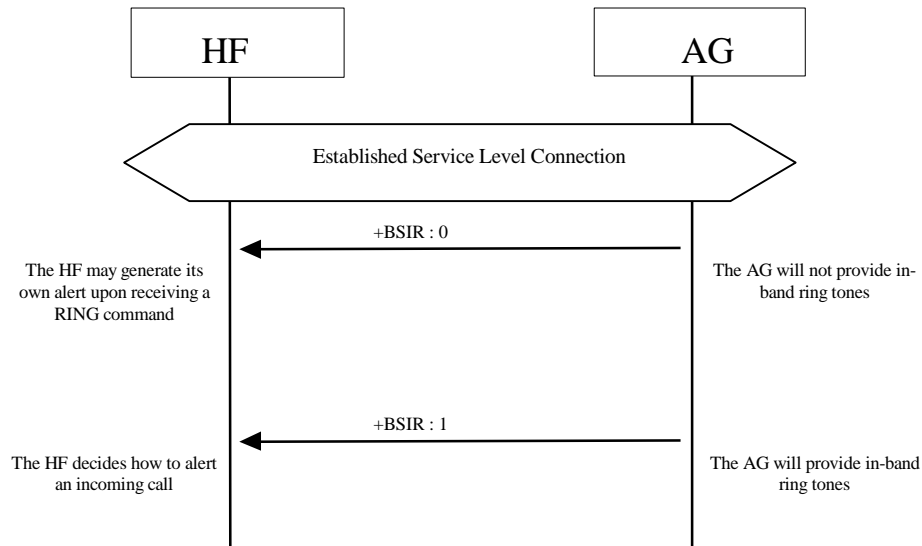 HF
AG
Established Service Level Connection
+BSIR : 0
The HF may generate its
own alert upon receiving a
RING command
The AG will not provide in-
band ring tones
+BSIR : 1
The HF decides how to alert
an incoming call
The AG will provide in-band
ring tones